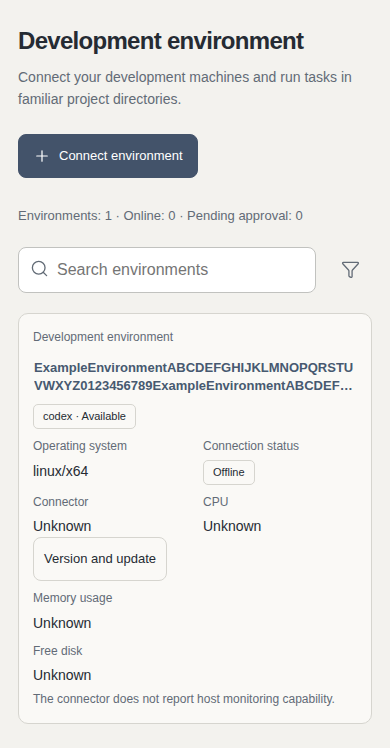 Development environment
Connect your development machines and run tasks in
familiar project directories.
Connect environment
Environments: 1 · Online: 0 · Pending approval: 0
Search environments
Development environment
ExampleEnvironmentABCDEFGHIJKLMNOPQRSTU
VWXYZ0123456789ExampleEnvironmentABCDEF…
codex · Available
Operating system
linux/x64
Connection status
Offline
Connector
Unknown
Version and update
CPU
Unknown
Memory usage
Unknown
Free disk
Unknown
The connector does not report host monitoring capability.